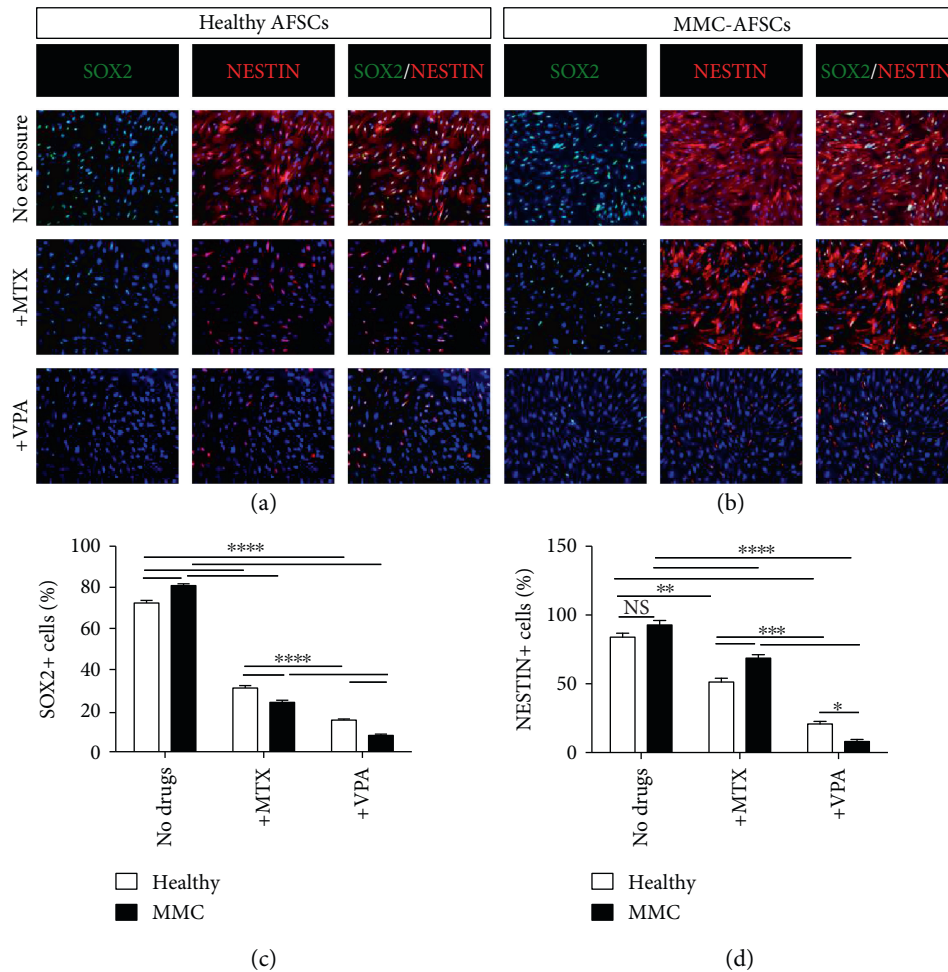 Healthy AFSCs
MMC-AFSCs
SOX2
NESTIN
SOX2/NESTIN
SOX2
NESTIN
SOX2/NESTIN
No exposure
+MTX
+VPA
(a)
(b)
SOX2+ cells (%)
100
80
60
40
20
0
****
****
No drugs
+MTX
+VPA
Healthy
MMC
(c)
NESTIN+ cells (%)
150
100
50
0
****
**
NS
***
*
No drugs
+MTX
+VPA
Healthy
MMC
(d)